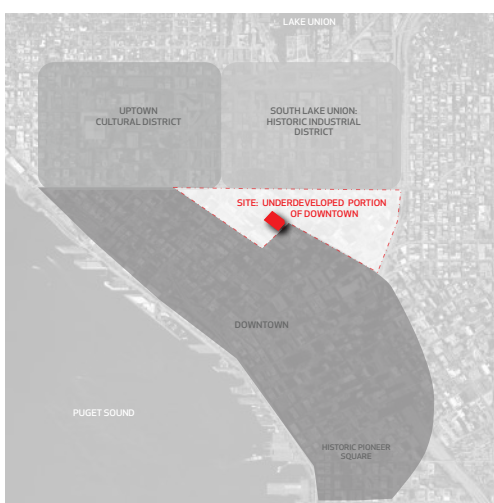 LAKE UNION
UPTOWN
CULTURAL DISTRICT
SOUTH LAKE UNION:
HISTORIC INDUSTRIAL
DISTRICT
SITE: UNDERDEVELOPED PORTION
OF DOWNTOWN
DOWNTOWN
PUGET SOUND
HISTORIC PIONEER
SQUARE